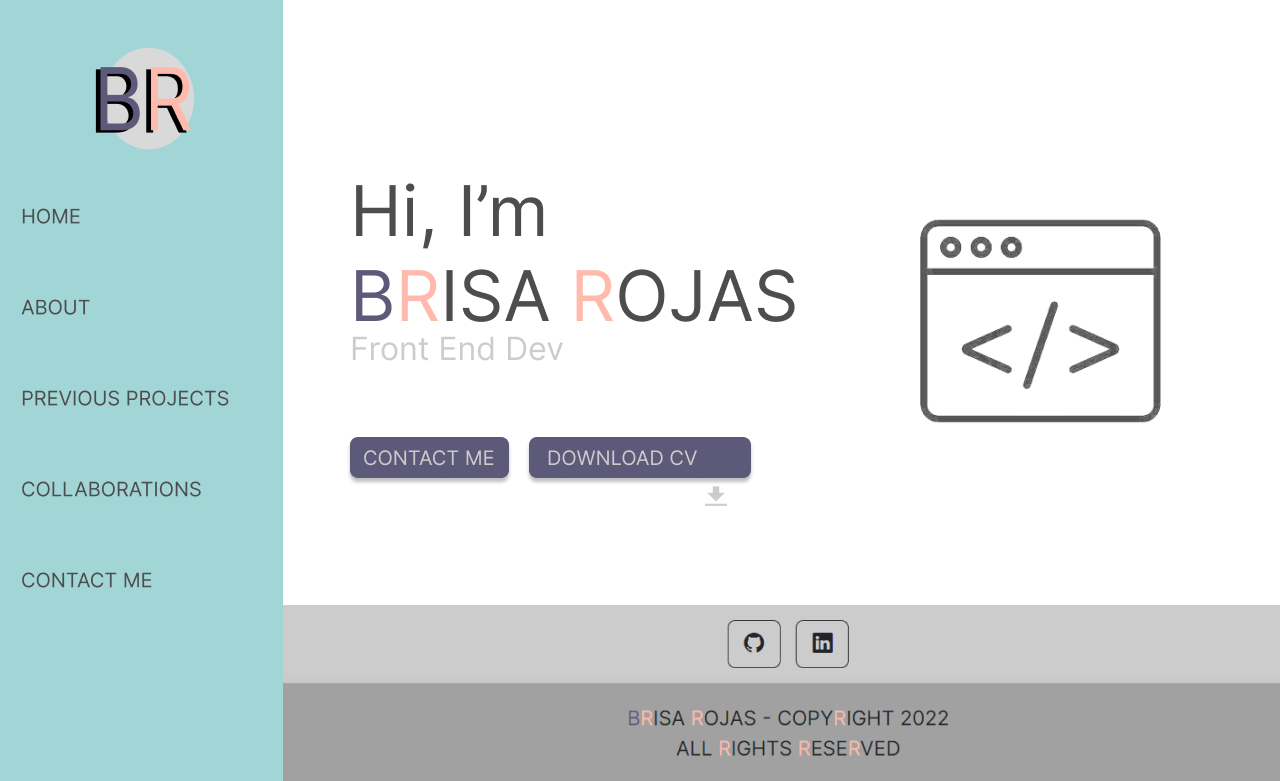 BR
HOME
ABOUT
PREVIOUS PROJECTS
COLLABORATIONS
CONTACT ME
Hi, I’m
BRISA ROJAS
Front End Dev
CONTACT ME
DOWNLOAD CV
</>
in
BRISA ROJAS - COPYRIGHT 2022
ALL RIGHTS RESERVED